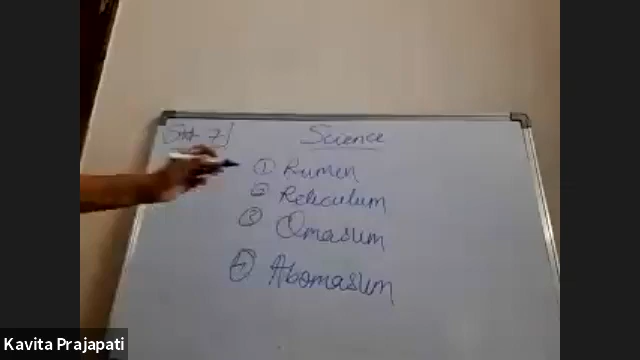 Std 7
Science
① Rumen
② Reticulum
③ Omasum
④ Abomasum
Kavita Prajapati